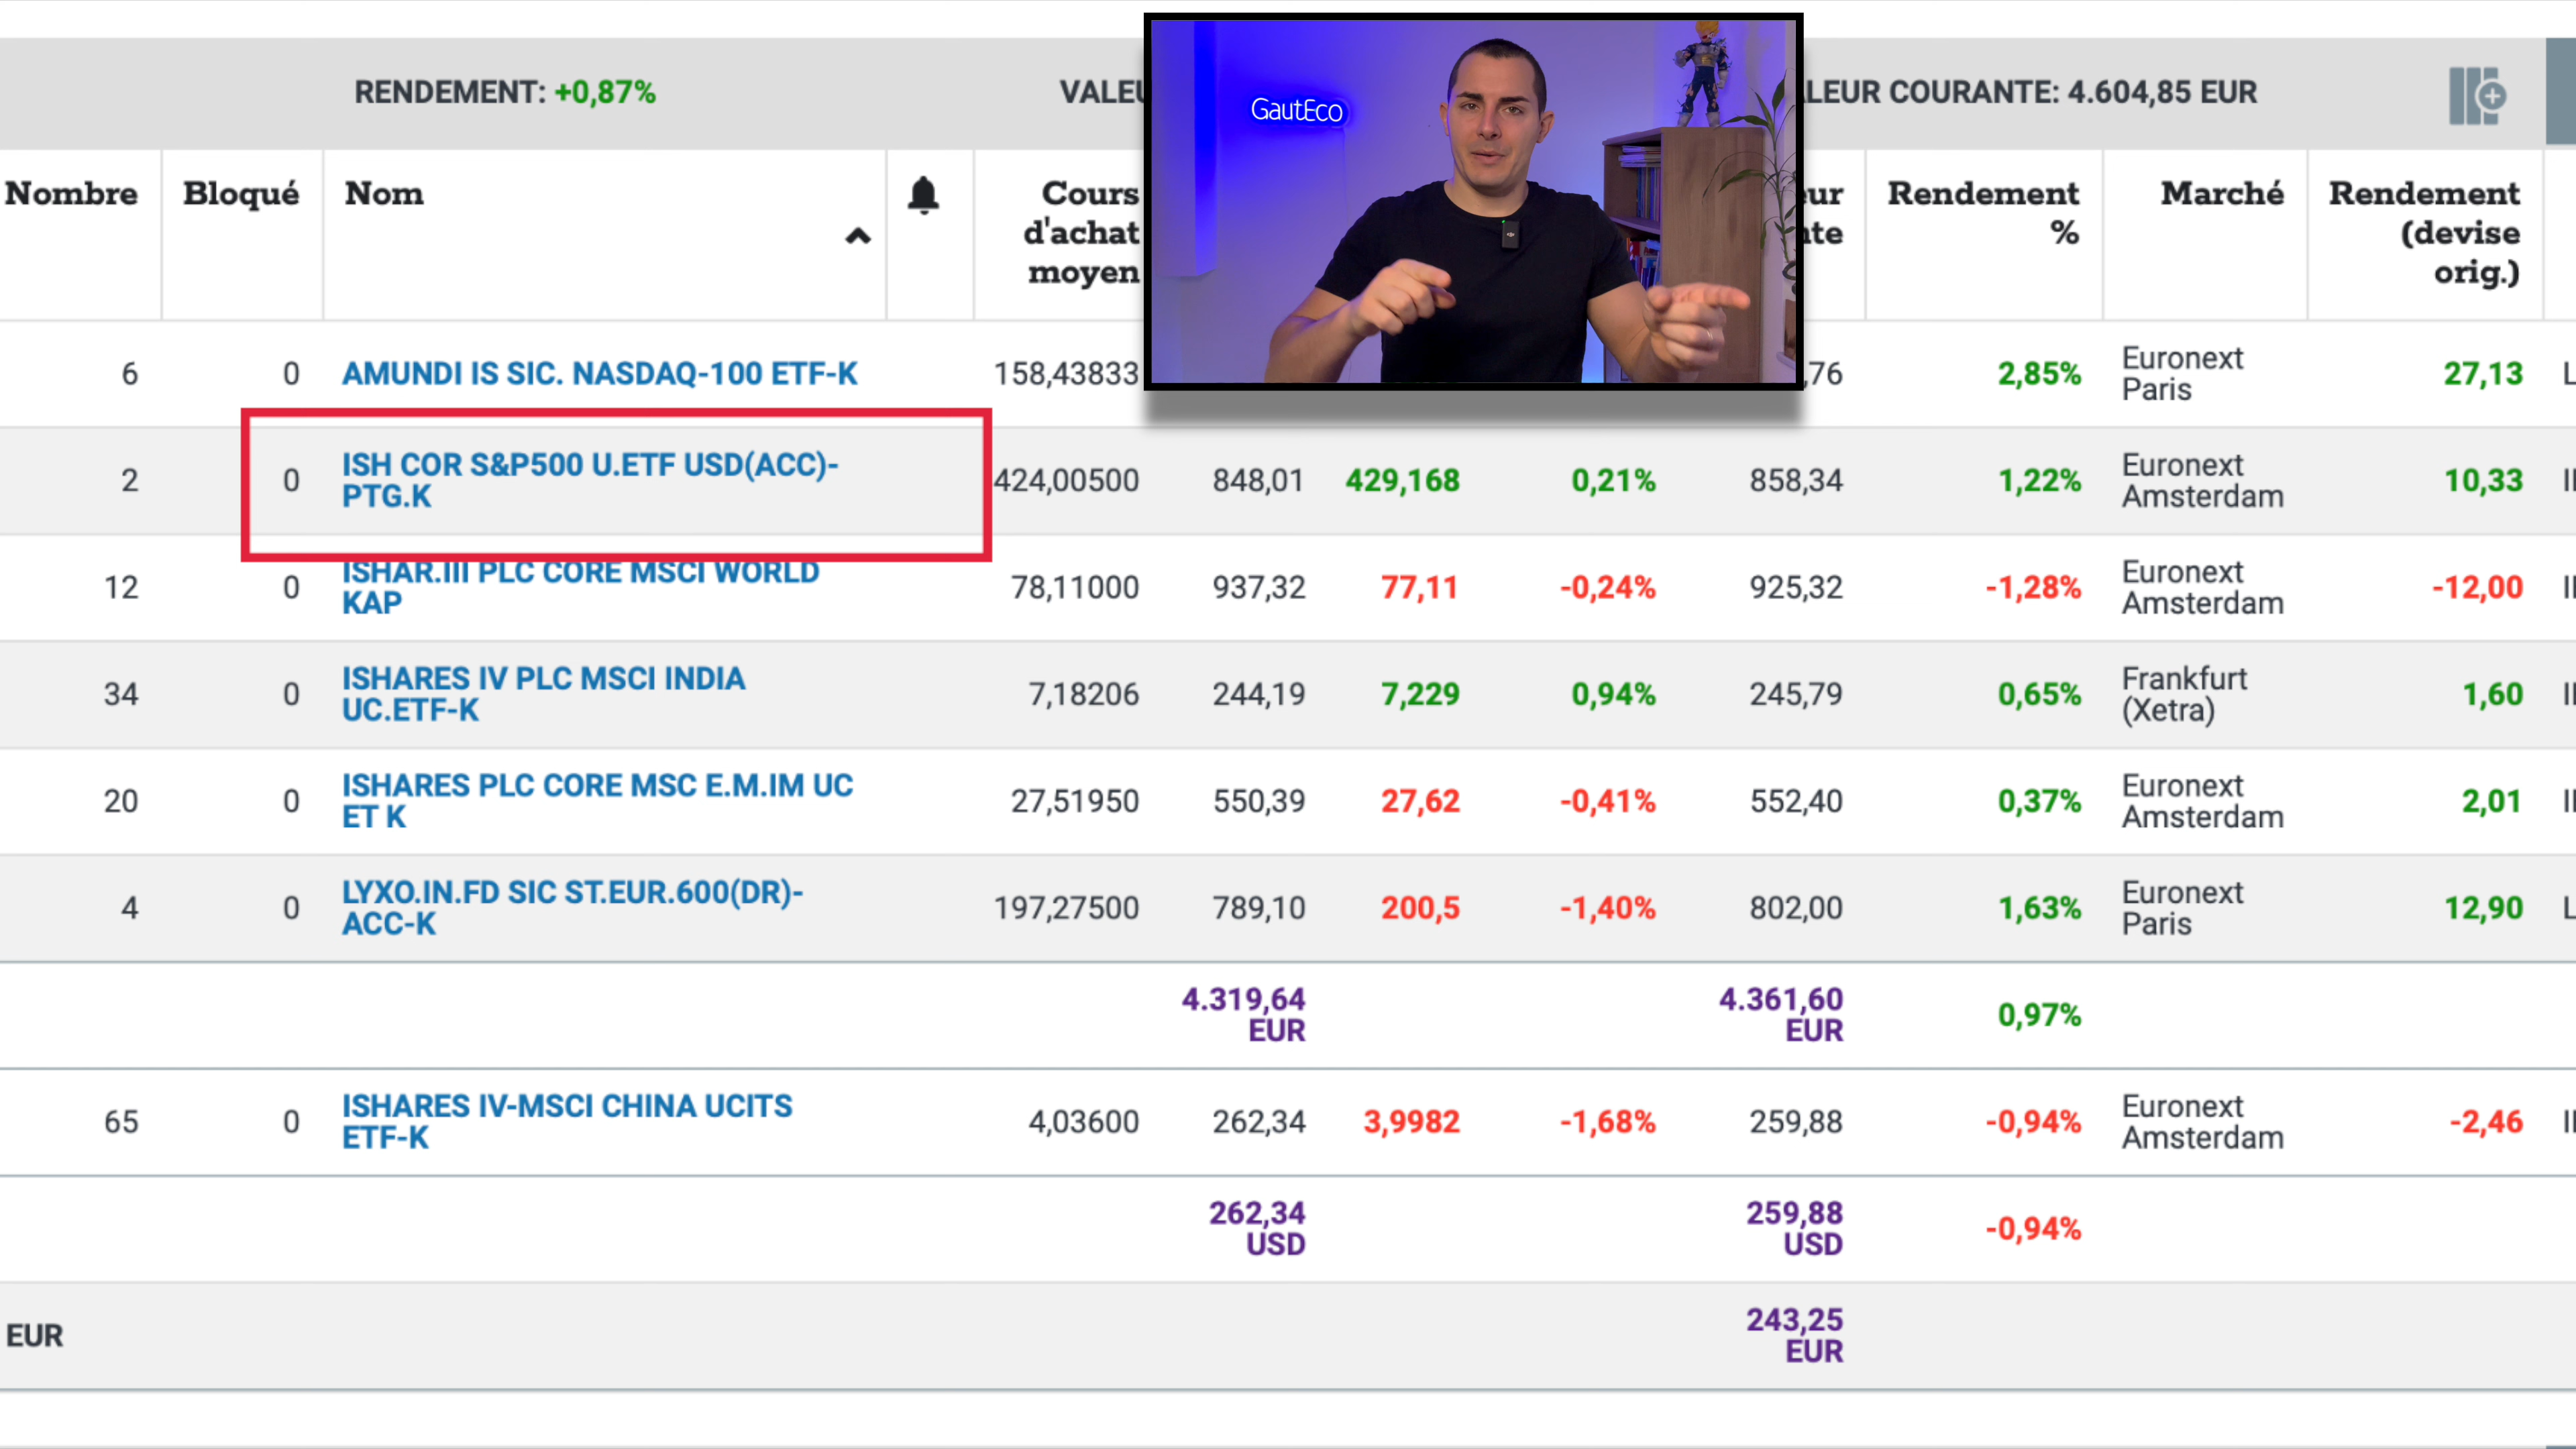 RENDEMENT: +0,87%
COURANTE: 4.604,85 EUR
GautEco
Nombre
Bloqué
Nom
Cours
d'achat
moyen
Rendement
%
Marché
Rendement
(devise
orig.)
6 0 AMUNDI IS SIC. NASDAQ-100 ETF-K 158,43833 2,85% Euronext 27,13
Paris
2 0 ISH COR S&P500 U.ETF USD(ACC)- 424,00500 848,01 429,168 0,21% 858,34 1,22% Euronext 10,33
PTG.K Amsterdam
12 0 ISHAR.III PLC CORE MSCI WORLD 78,11000 937,32 77,11 -0,24% 925,32 -1,28% Euronext -12,00
KAP Amsterdam
34 0 ISHARES IV PLC MSCI INDIA 7,18206 244,19 7,229 0,94% 245,79 0,65% Frankfurt 1,60
UC.ETF-K (Xetra)
20 0 ISHARES PLC CORE MSC E.M.IM UC 27,51950 550,39 27,62 -0,41% 552,40 0,37% Euronext 2,01
ET K Amsterdam
4 0 LYXO.IN.FD SIC ST.EUR.600(DR)- 197,27500 789,10 200,5 -1,40% 802,00 1,63% Euronext 12,90
ACC-K Paris
4.319,64 4.361,60 0,97%
EUR EUR
65 0 ISHARES IV-MSCI CHINA UCITS 4,03600 262,34 3,9982 -1,68% 259,88 -0,94% Euronext -2,46
ETF-K Amsterdam
262,34 259,88 -0,94%
USD USD
EUR 243,25
EUR